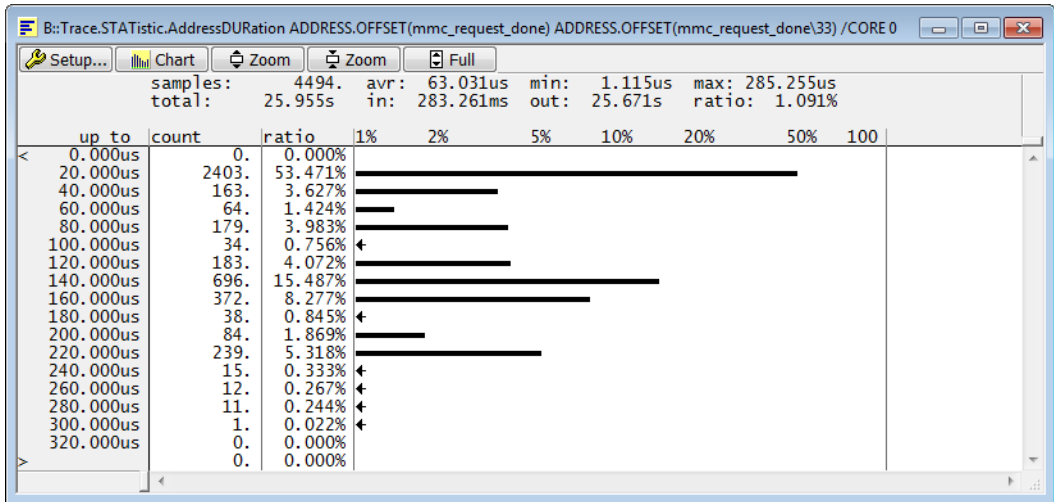 B::Trace.STATistic.AddressDURation ADDRESS.OFFSET(mmc_request_done) ADDRESS.OFFSET(mmc_request_done\33) /CORE 0
Setup... Chart Zoom Zoom Full
samples: 4494. avr: 63.031us min: 1.115us max: 285.255us
total: 25.955s in: 283.261ms out: 25.671s ratio: 1.091%
up to count ratio 1% 2% 5% 10% 20% 50% 100
< 0.000us 0. 0.000%
20.000us 2403. 53.471%
40.000us 163. 3.627%
60.000us 64. 1.424%
80.000us 179. 3.983%
100.000us 34. 0.756%
120.000us 183. 4.072%
140.000us 696. 15.487%
160.000us 372. 8.277%
180.000us 38. 0.845%
200.000us 84. 1.869%
220.000us 239. 5.318%
240.000us 15. 0.333%
260.000us 12. 0.267%
280.000us 11. 0.244%
300.000us 1. 0.022%
320.000us 0. 0.000%
> 0. 0.000%